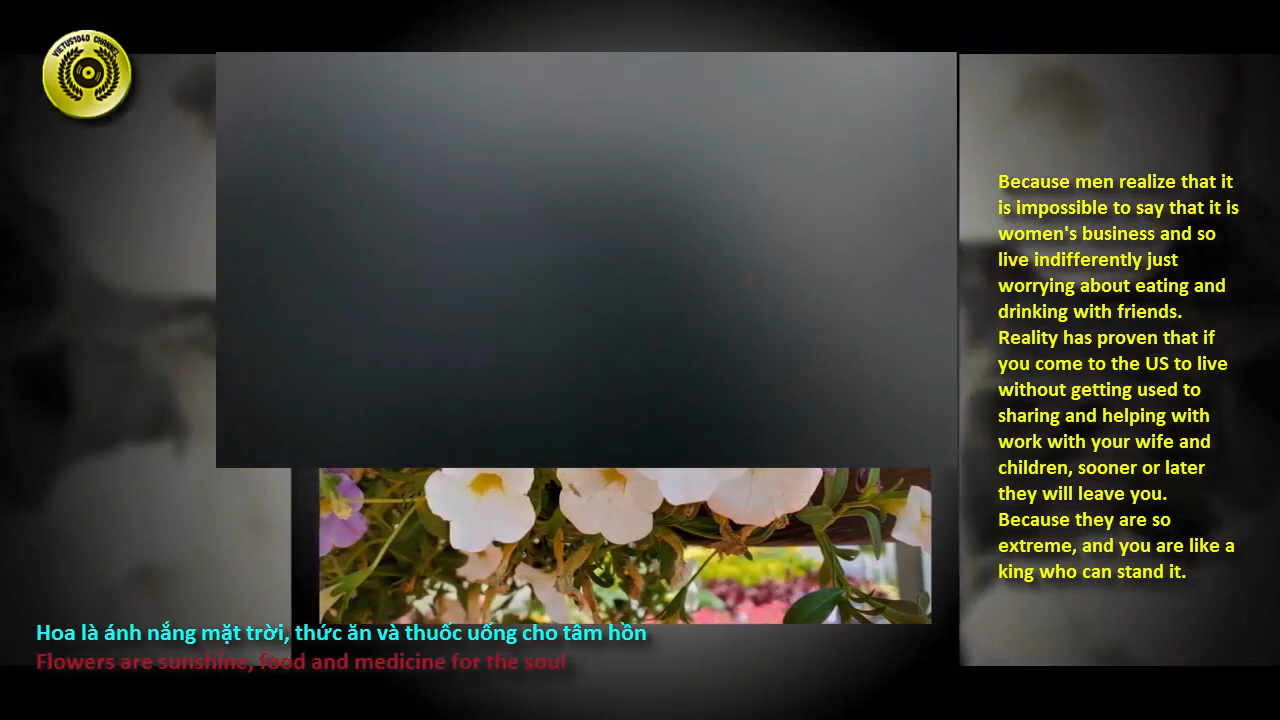 VIETUS1040 CHANNEL
Because men realize that it
is impossible to say that it is
women's business and so
live indifferently just
worrying about eating and
drinking with friends.
Reality has proven that if
you come to the US to live
without getting used to
sharing and helping with
work with your wife and
children, sooner or later
they will leave you.
Because they are so
extreme, and you are like a
king who can stand it.
Hoa là ánh nắng mặt trời, thức ăn và thuốc uống cho tâm hồn
Flowers are sunshine, food and medicine for the soul